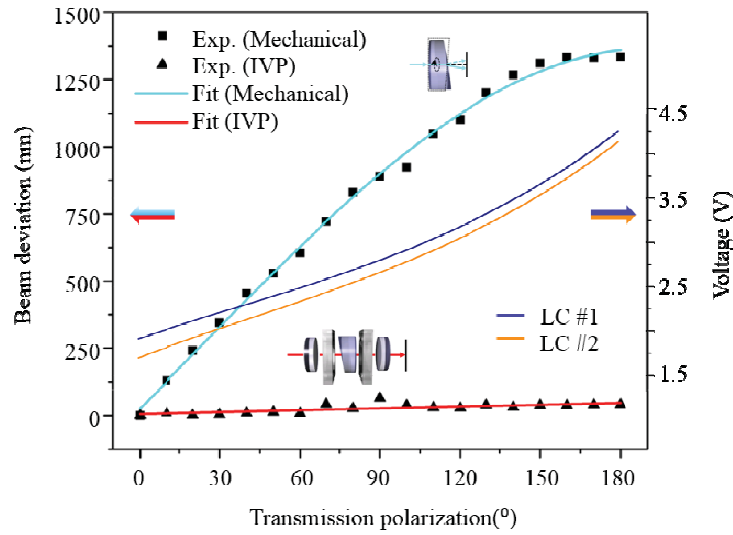 1500
1250
1000
750
500
250
0
Beam deviation (nm)
Exp. (Mechanical)
Exp. (IVP)
Fit (Mechanical)
Fit (IVP)
4.5
3.5
2.5
1.5
Voltage (V)
LC #1
LC #2
0 30 60 90 120 150 180
Transmission polarization(°)